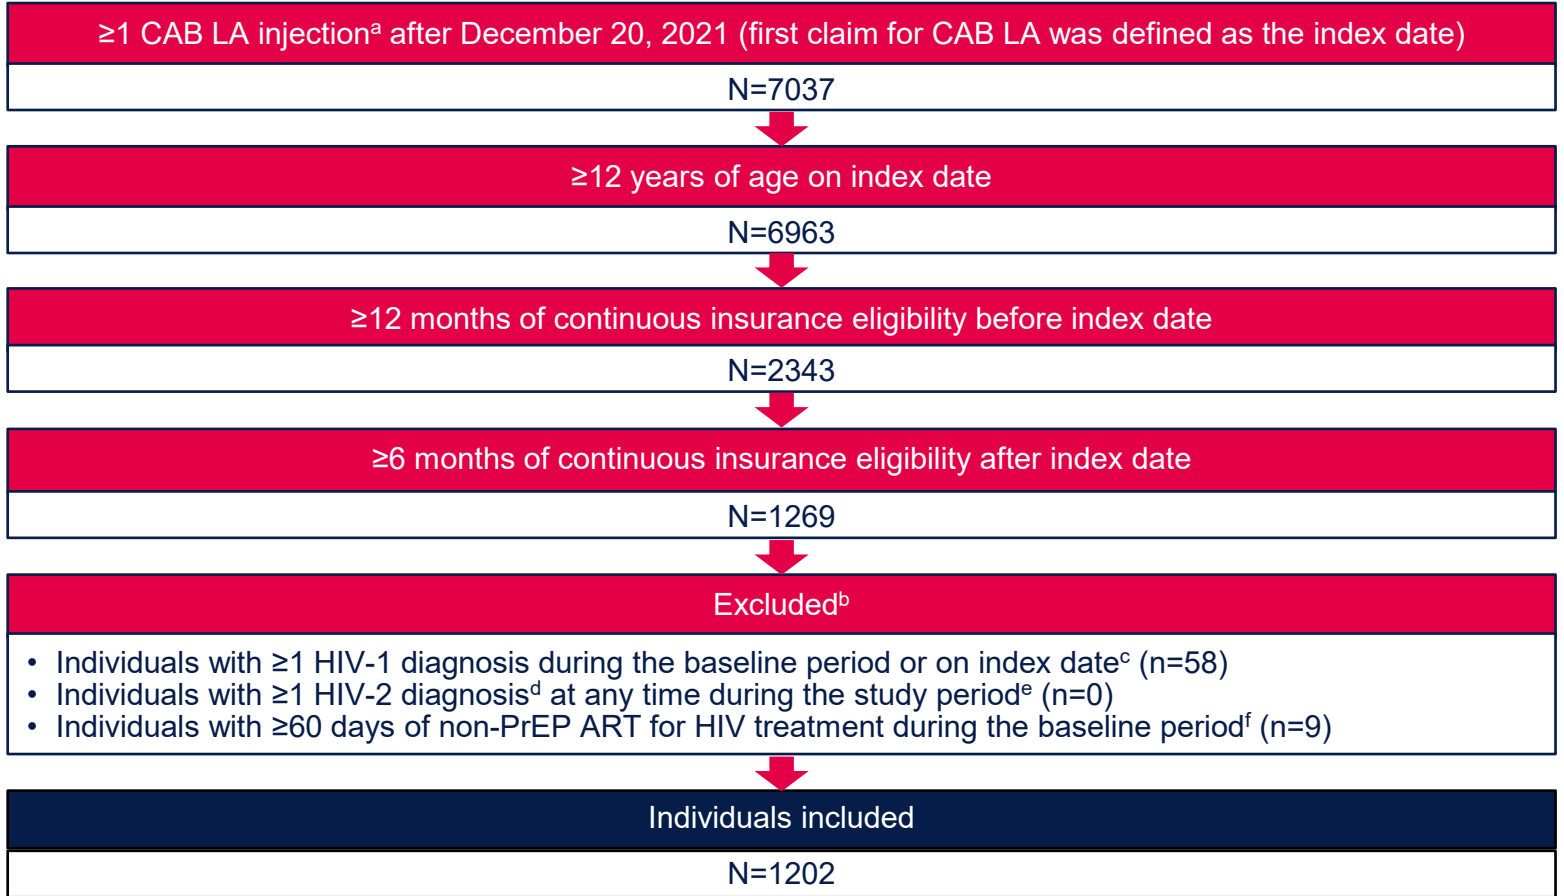 ≥1 CAB LA injectionᵃ after December 20, 2021 (first claim for CAB LA was defined as the index date)
N=7037
≥12 years of age on index date
N=6963
≥12 months of continuous insurance eligibility before index date
N=2343
≥6 months of continuous insurance eligibility after index date
N=1269
Excludedᵇ
• Individuals with ≥1 HIV-1 diagnosis during the baseline period or on index dateᶜ (n=58)
• Individuals with ≥1 HIV-2 diagnosisᵈ at any time during the study periodᵉ (n=0)
• Individuals with ≥60 days of non-PrEP ART for HIV treatment during the baseline periodᶠ (n=9)
Individuals included
N=1202